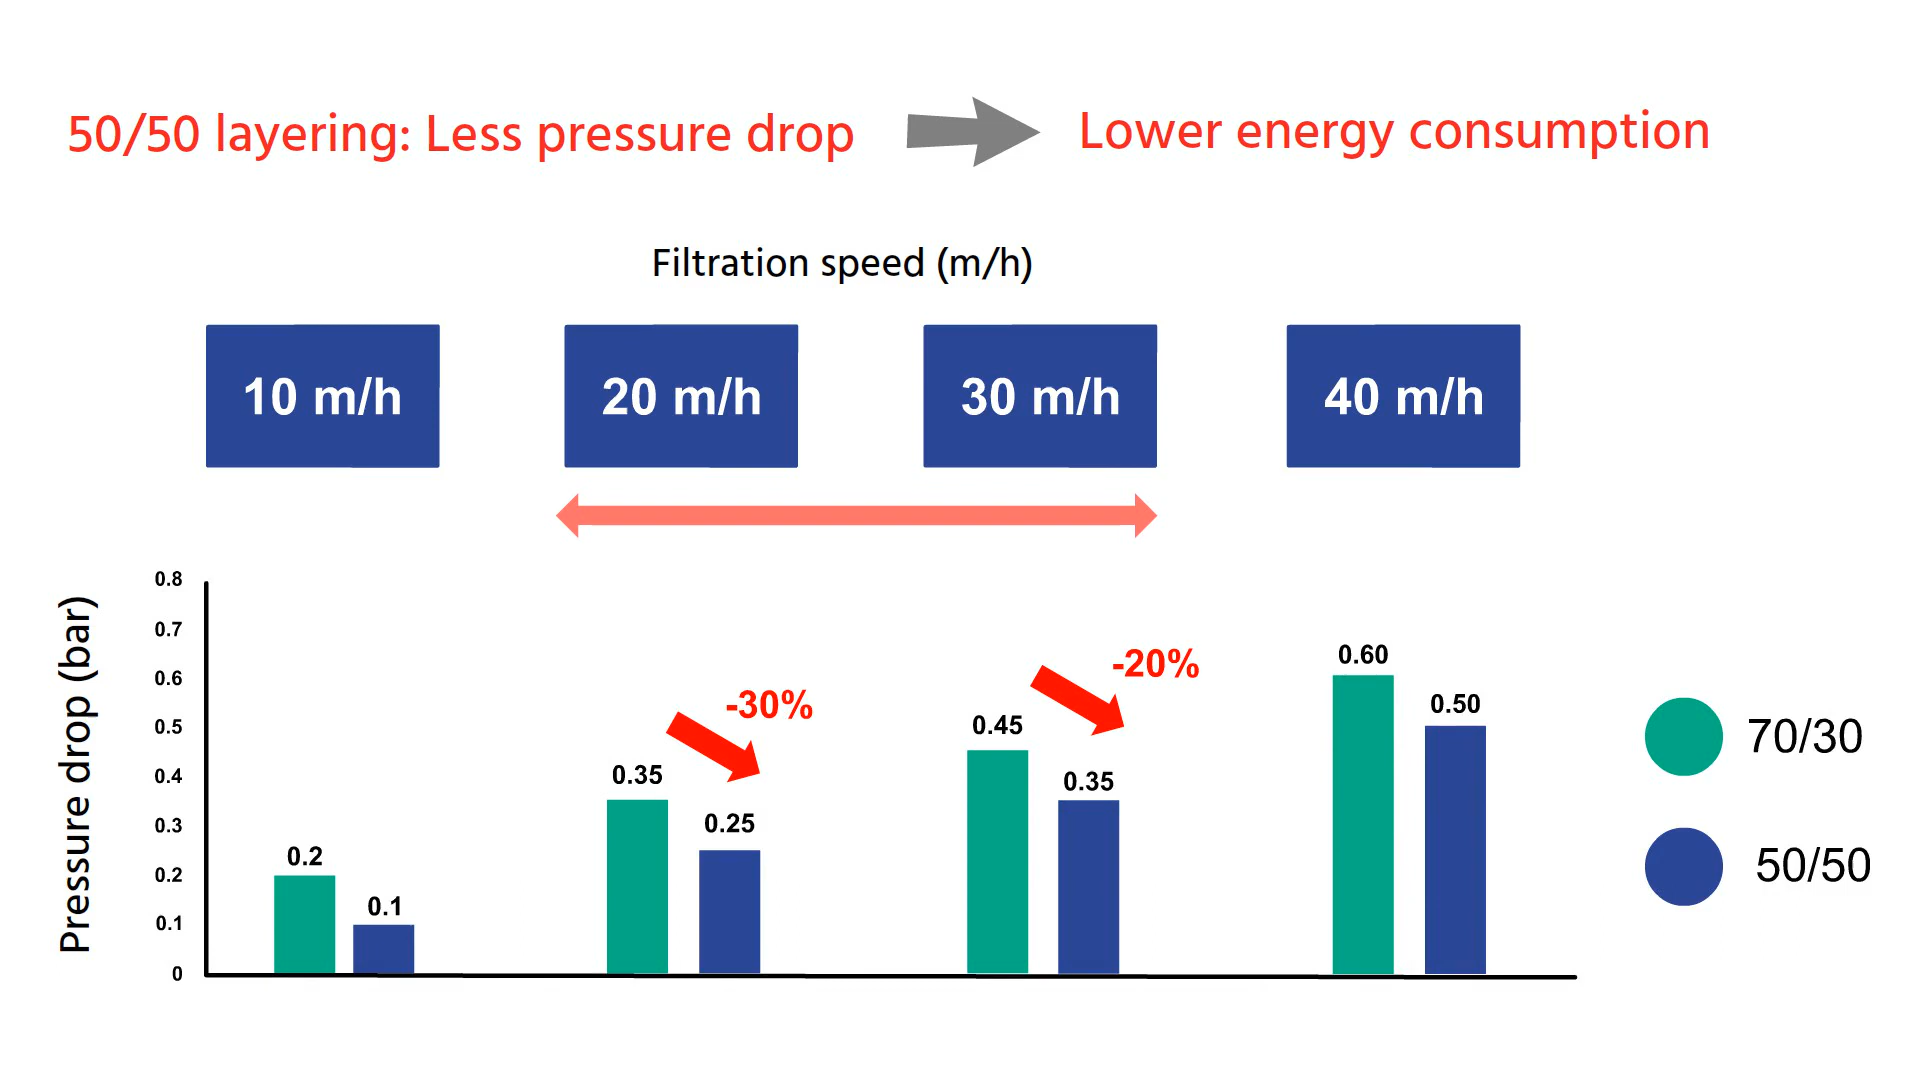 50/50 layering: Less pressure drop
Lower energy consumption
Filtration speed (m/h)
10 m/h
20 m/h
30 m/h
40 m/h
Pressure drop (bar)
0.8
0.7
0.6
0.5
0.4
0.3
0.2
0.1
0
0.2
0.1
0.35
-30%
0.25
0.45
-20%
0.35
0.60
0.50
70/30
50/50